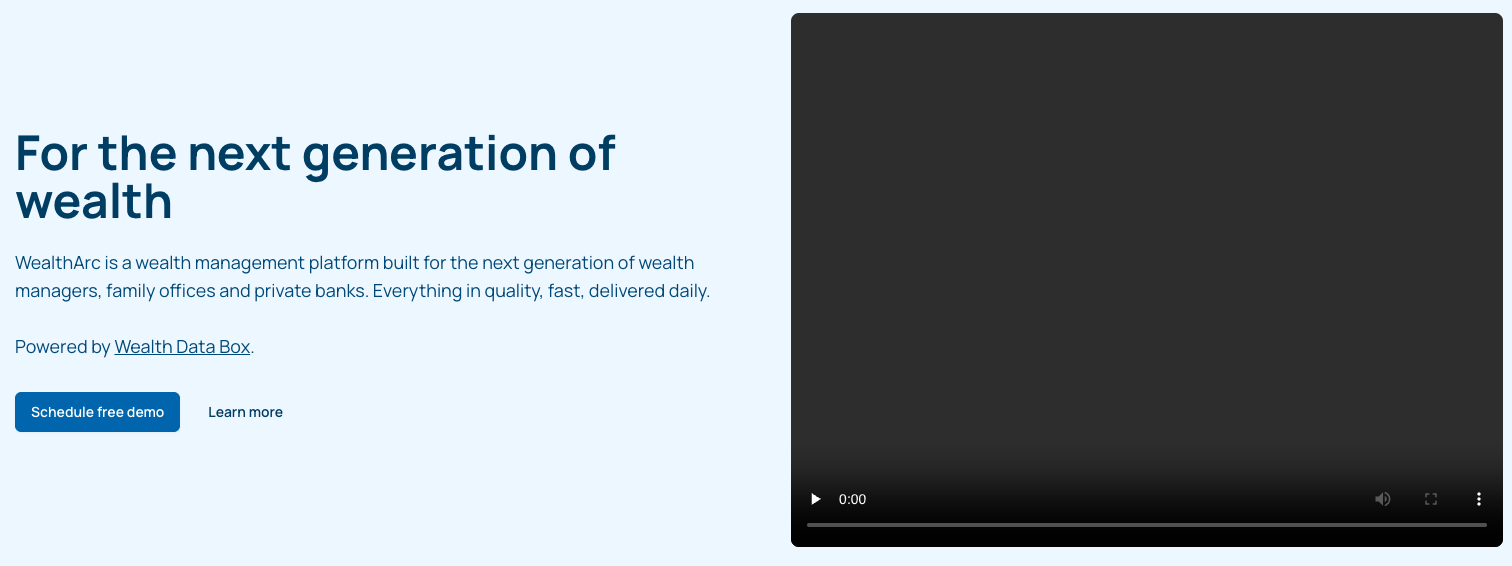 For the next generation of
wealth
WealthArc is a wealth management platform built for the next generation of wealth
managers, family offices and private banks. Everything in quality, fast, delivered daily.
Powered by Wealth Data Box.
Schedule free demo
Learn more
0:00